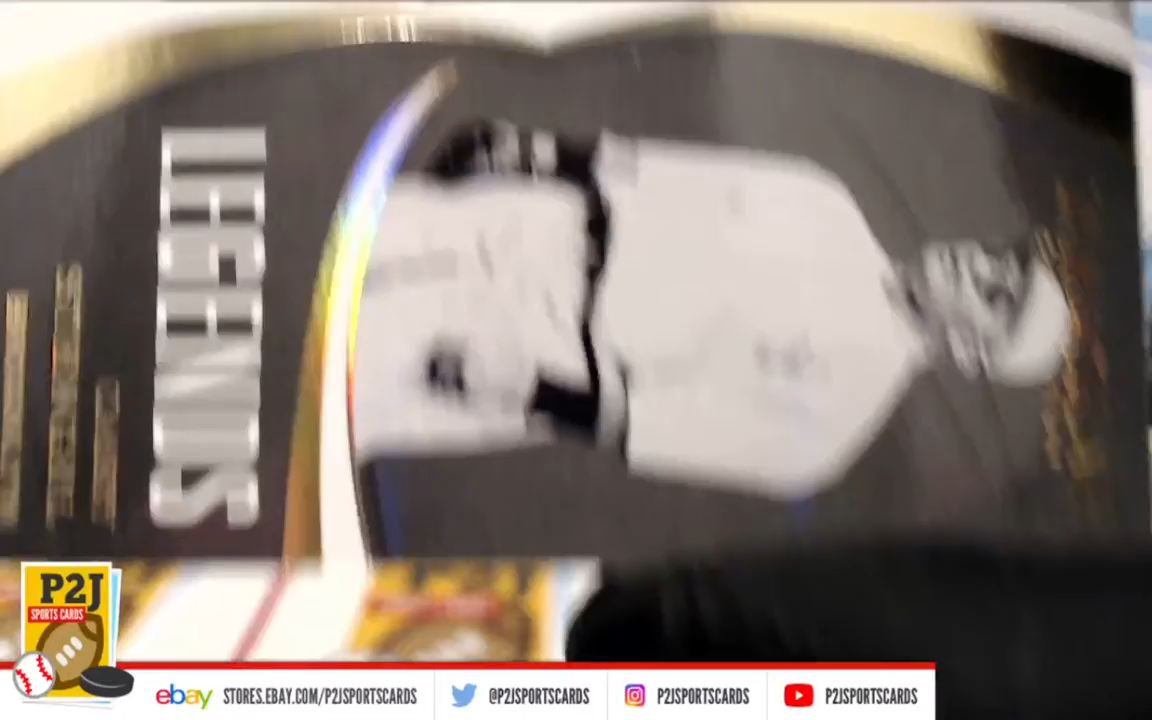 LEGENDS
P2J
SPORTS CARDS
ebay STORES.EBAY.COM/P2JSPORTSCARDS
@P2JSPORTSCARDS
P2JSPORTSCARDS
P2JSPORTSCARDS